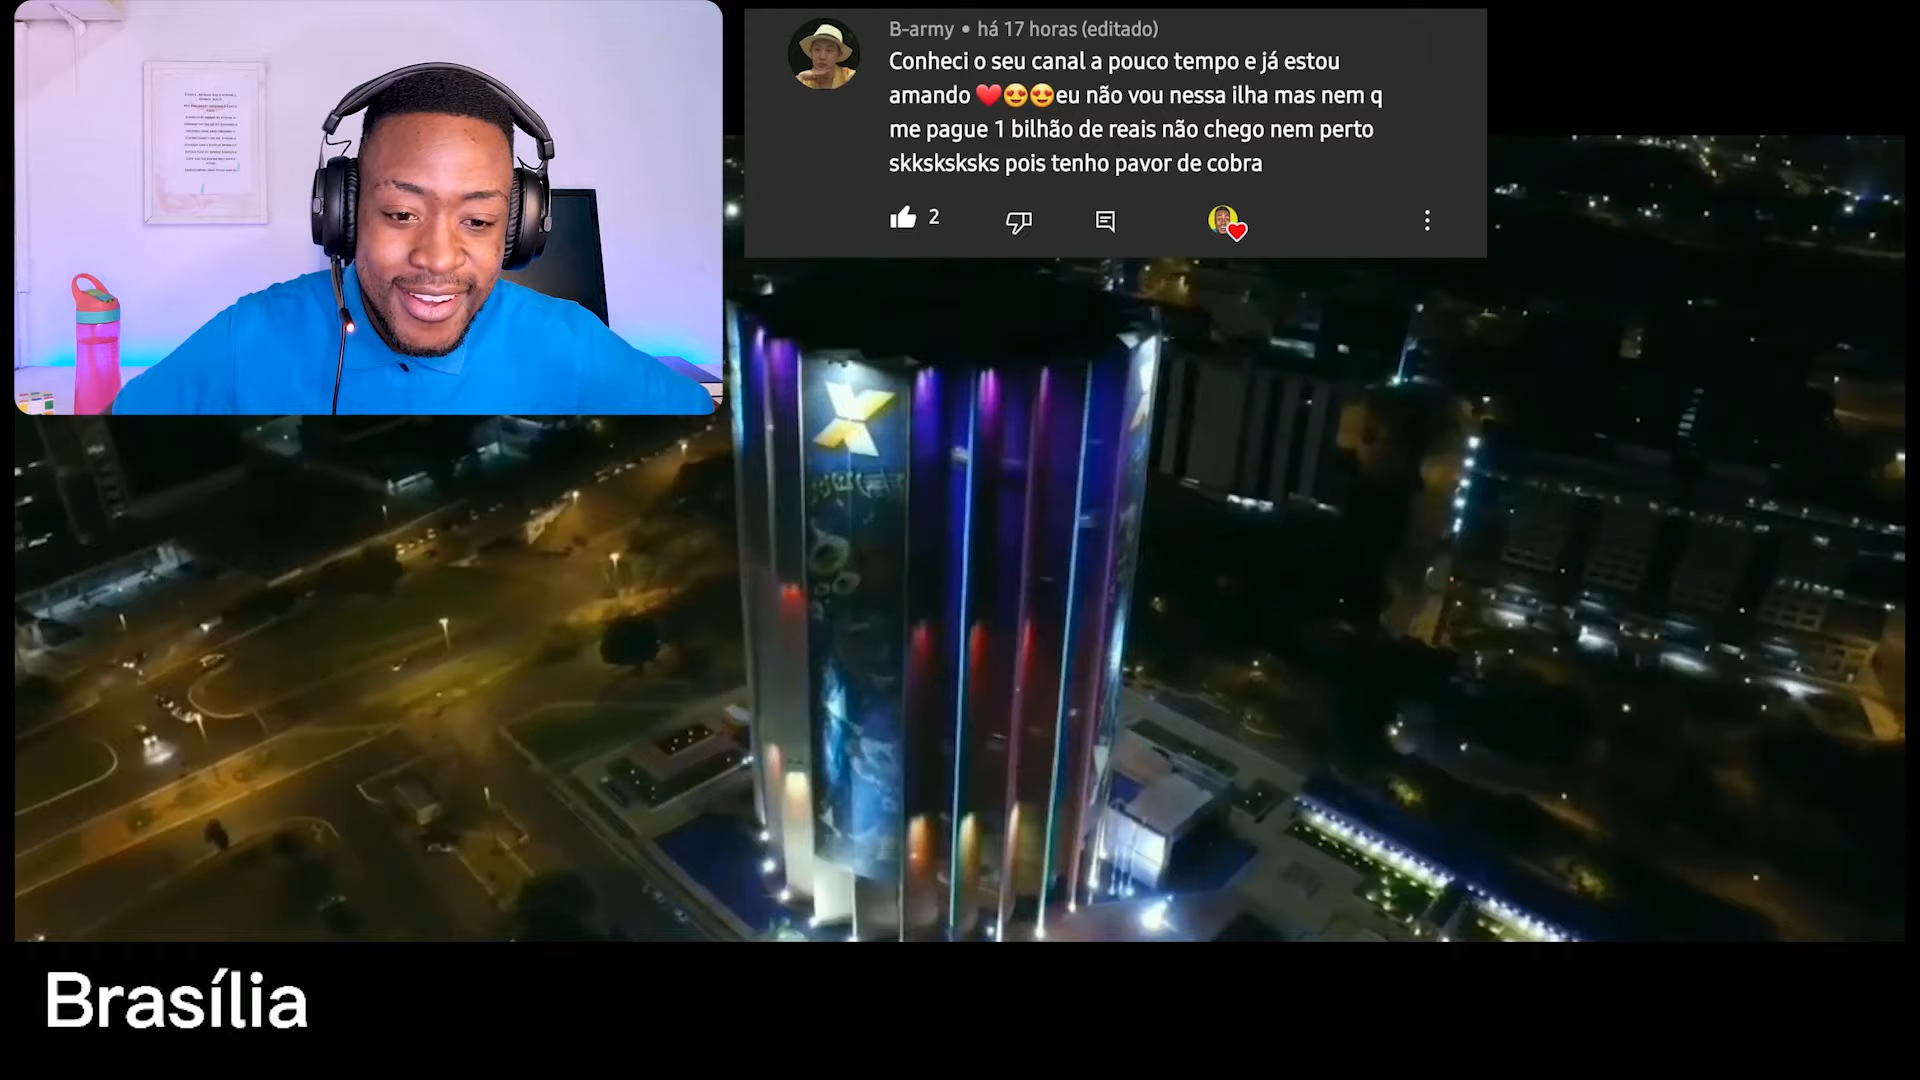 B-army • há 17 horas (editado)
Conheci o seu canal a pouco tempo e já estou
amando ❤️😍😍eu não vou nessa ilha mas nem q
me pague 1 bilhão de reais não chego nem perto
skksksksks pois tenho pavor de cobra
2
Brasília